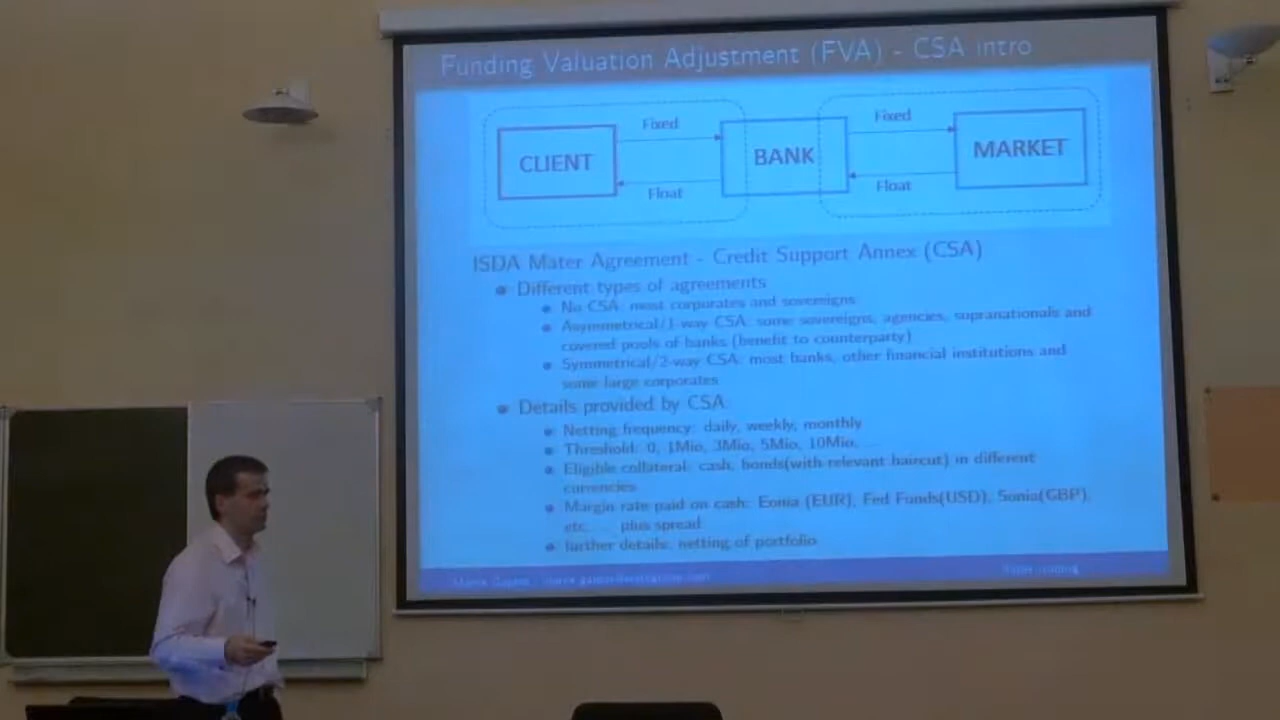 Funding Valuation Adjustment (FVA) - CSA intro
Fixed
Fixed
CLIENT
BANK
MARKET
Float
Float
ISDA Mater Agreement - Credit Support Annex (CSA)
Different types of agreements
No CSA: most corporates and sovereigns
Asymmetrical/1-way CSA: some sovereigns, agencies, supranationals and
covered pools of banks (benefit to counterparty)
Symmetrical/2-way CSA: most banks, other financial institutions and
some large corporates
Details provided by CSA
Netting frequency: daily, weekly, monthly
Threshold: 0, 1Mio, 3Mio, 5Mio, 10Mio, ...
Eligible collateral: cash, bonds(with relevant haircut) in different
currencies
Margin rate paid on cash: Eonia (EUR), Fed Funds(USD), Sonia(GBP),
etc ... plus spread
further details: netting of portfolio